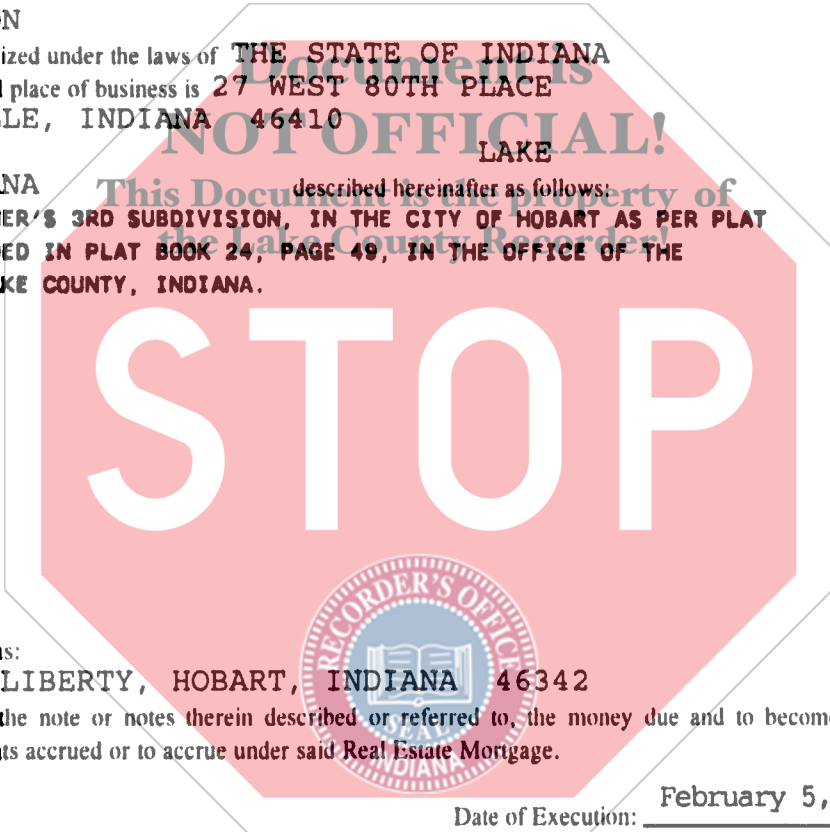 N
ized under the laws of THE STATE OF INDIANA
Document is
place of business is 27 WEST 80TH PLACE
LE, INDIANA 46410
NOT OFFICIAL!
LAKE
NA described hereinafter as follows:
This Document is the property of
ER'S 3RD SUBDIVISION, IN THE CITY OF HOBART AS PER PLAT
the Lake County Recorder!
ED IN PLAT BOOK 24, PAGE 49, IN THE OFFICE OF THE
KE COUNTY, INDIANA.
STOP
RECORDER'S OFFICE
s:
LIBERTY, HOBART, INDIANA 46342
the note or notes therein described or referred to, the money due and to become
SEAL
ts accrued or to accrue under said Real Estate Mortgage.
INDIANA
Date of Execution: February 5,